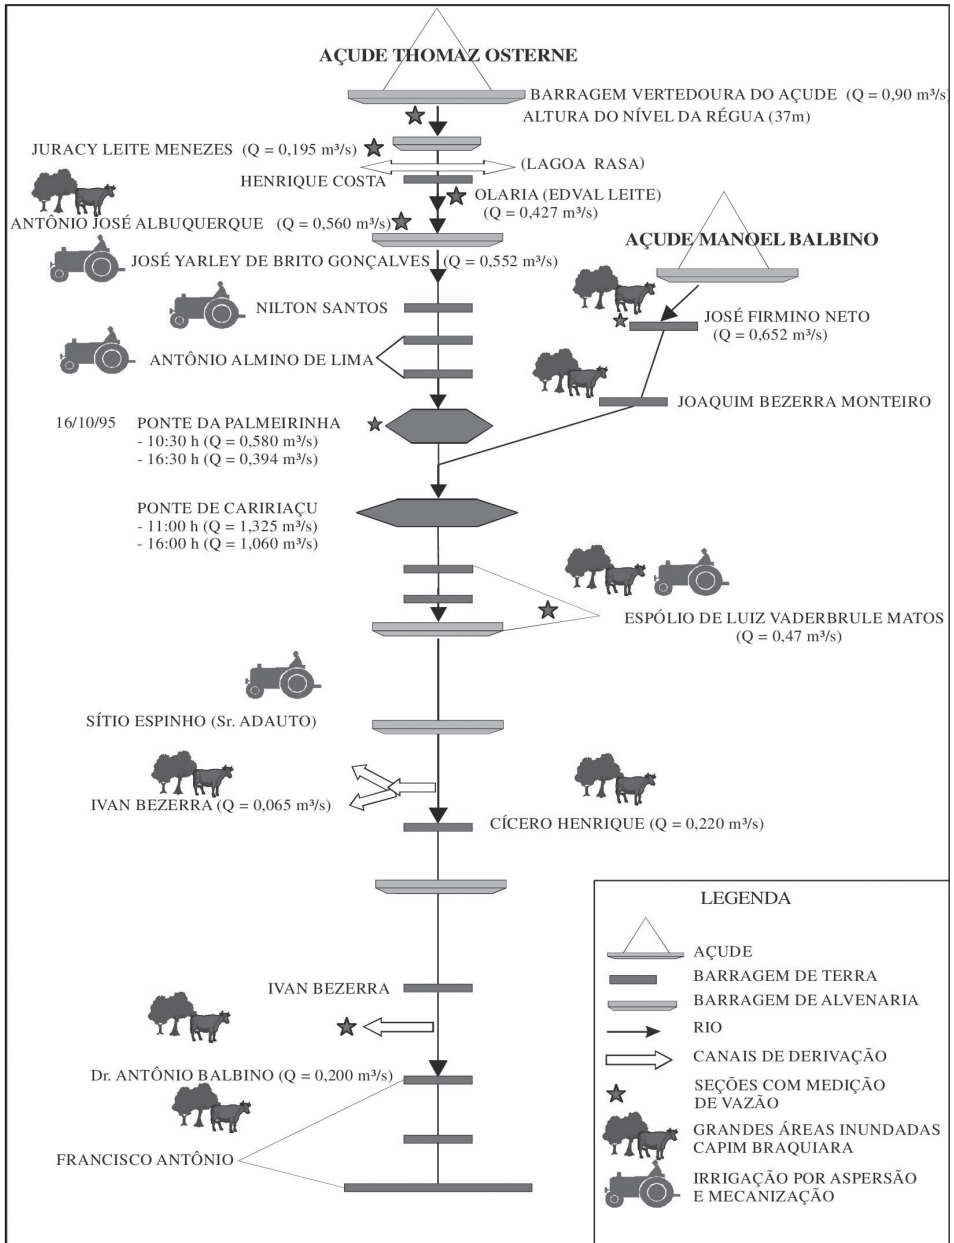 AÇUDE THOMAZ OSTERNE
BARRAGEM VERTEDOURA DO AÇUDE (Q = 0,90 m³/s)
ALTURA DO NÍVEL DA RÉGUA (37m)
JURACY LEITE MENEZES (Q = 0,195 m³/s)
(LAGOA RASA)
HENRIQUE COSTA
OLARIA (EDVAL LEITE)
(Q = 0,427 m³/s)
ANTÔNIO JOSÉ ALBUQUERQUE (Q = 0,560 m³/s)
AÇUDE MANOEL BALBINO
JOSÉ YARLEY DE BRITO GONÇALVES (Q = 0,552 m³/s)
NILTON SANTOS
JOSÉ FIRMINO NETO
(Q = 0,652 m³/s)
ANTÔNIO ALMINO DE LIMA
JOAQUIM BEZERRA MONTEIRO
16/10/95 PONTE DA PALMEIRINHA
- 10:30 h (Q = 0,580 m³/s)
- 16:30 h (Q = 0,394 m³/s)
PONTE DE CARIRIAÇU
- 11:00 h (Q = 1,325 m³/s)
- 16:00 h (Q = 1,060 m³/s)
ESPÓLIO DE LUIZ VADERBRULE MATOS
(Q = 0,47 m³/s)
SÍTIO ESPINHO (Sr. ADAUTO)
IVAN BEZERRA (Q = 0,065 m³/s)
CÍCERO HENRIQUE (Q = 0,220 m³/s)
IVAN BEZERRA
Dr. ANTÔNIO BALBINO (Q = 0,200 m³/s)
FRANCISCO ANTÔNIO
LEGENDA
AÇUDE
BARRAGEM DE TERRA
BARRAGEM DE ALVENARIA
RIO
CANAIS DE DERIVAÇÃO
SEÇÕES COM MEDIÇÃO
DE VAZÃO
GRANDES ÁREAS INUNDADAS
CAPIM BRAQUIARA
IRRIGAÇÃO POR ASPERSÃO
E MECANIZAÇÃO